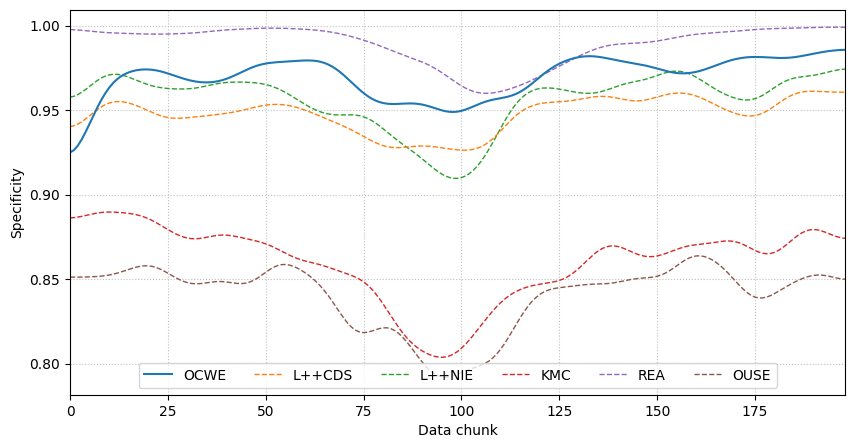 1.00
0.95
0.90
0.85
0.80
Specificity
OCWE L++CDS L++NIE KMC REA OUSE
0 25 50 75 100 125 150 175
Data chunk